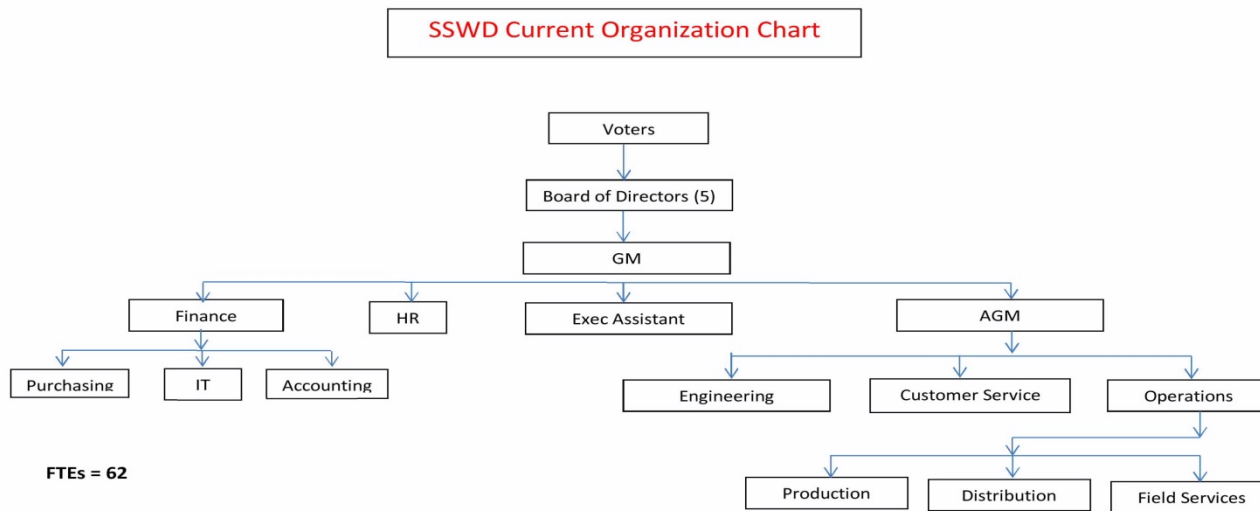 SSWD Current Organization Chart
Voters
Board of Directors (5)
GM
Finance
HR
Exec Assistant
AGM
Purchasing
IT
Accounting
Engineering
Customer Service
Operations
FTEs = 62
Production
Distribution
Field Services